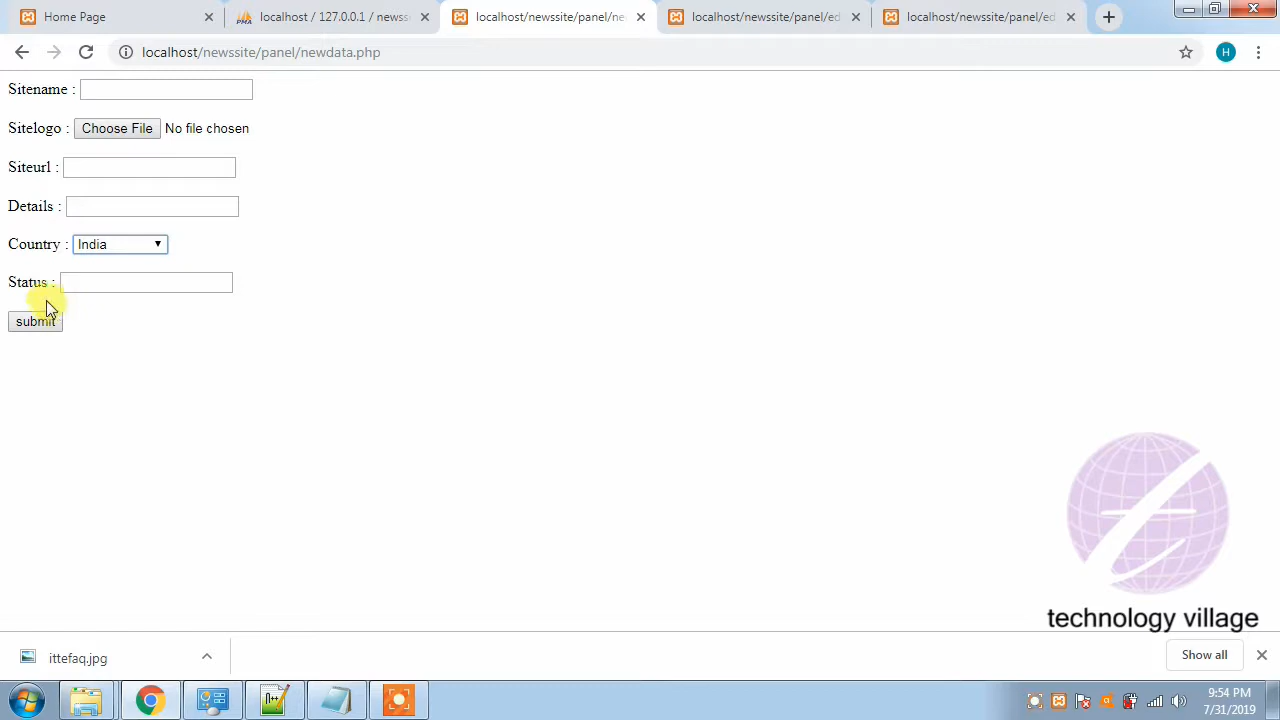 Home Page
localhost / 127.0.0.1 / newss
localhost/newssite/panel/ne
localhost/newssite/panel/ed
localhost/newssite/panel/ed
localhost/newssite/panel/newdata.php
H
Sitename :
Sitelogo : Choose File No file chosen
Siteurl :
Details :
Country : India
Status :
submit
technology village
ittefaq.jpg
Show all
9:54 PM
7/31/2019